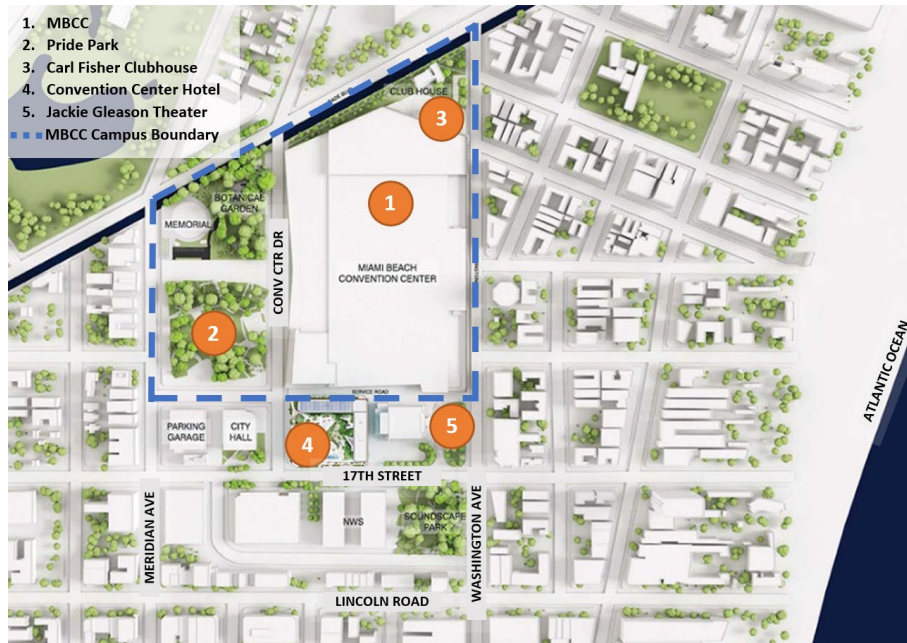 1. MBCC
2. Pride Park
3. Carl Fisher Clubhouse
4. Convention Center Hotel
5. Jackie Gleason Theater
MBCC Campus Boundary
CLUB HOUSE
3
1
BOTANICAL
GARDEN
MEMORIAL
CONV CTR DR
MIAMI BEACH
CONVENTION CENTER
2
ATLANTIC OCEAN
SERVICE ROAD
PARKING
GARAGE
CITY
HALL
4
5
17TH STREET
MERIDIAN AVE
NWS
SOUNDSCAPE
PARK
WASHINGTON AVE
LINCOLN ROAD